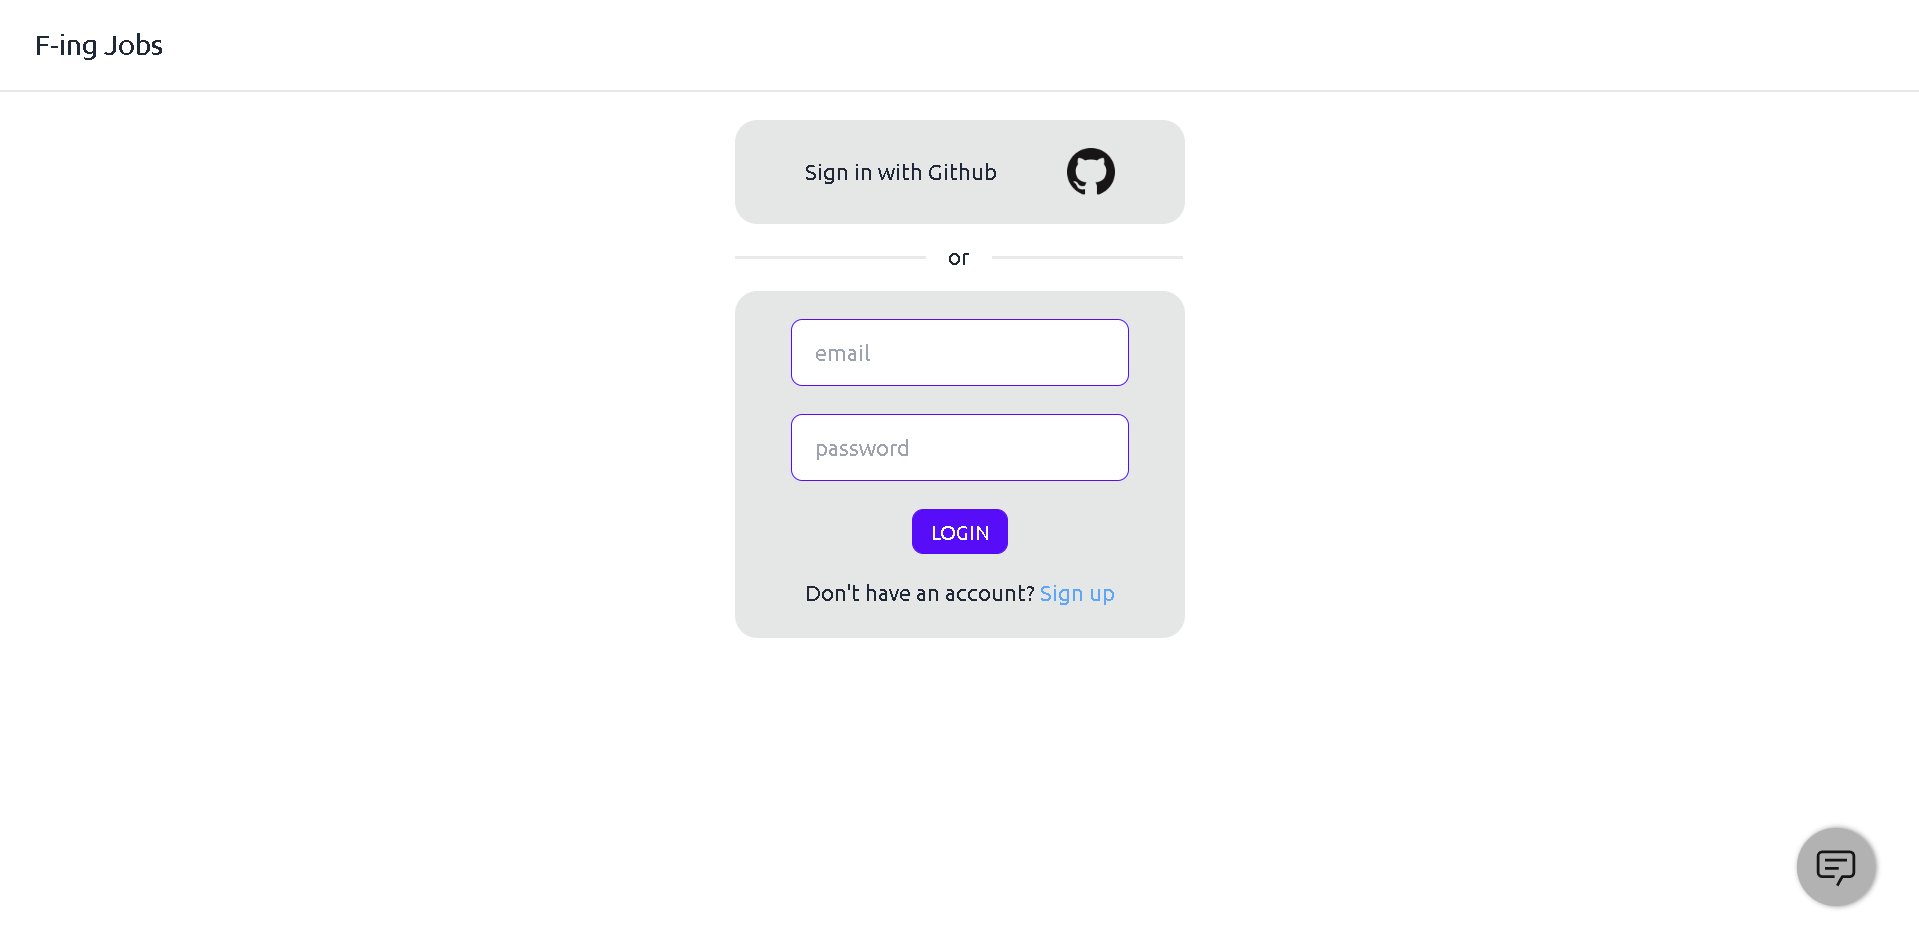 F-ing Jobs
Sign in with Github
or
email
password
LOGIN
Don't have an account? Sign up